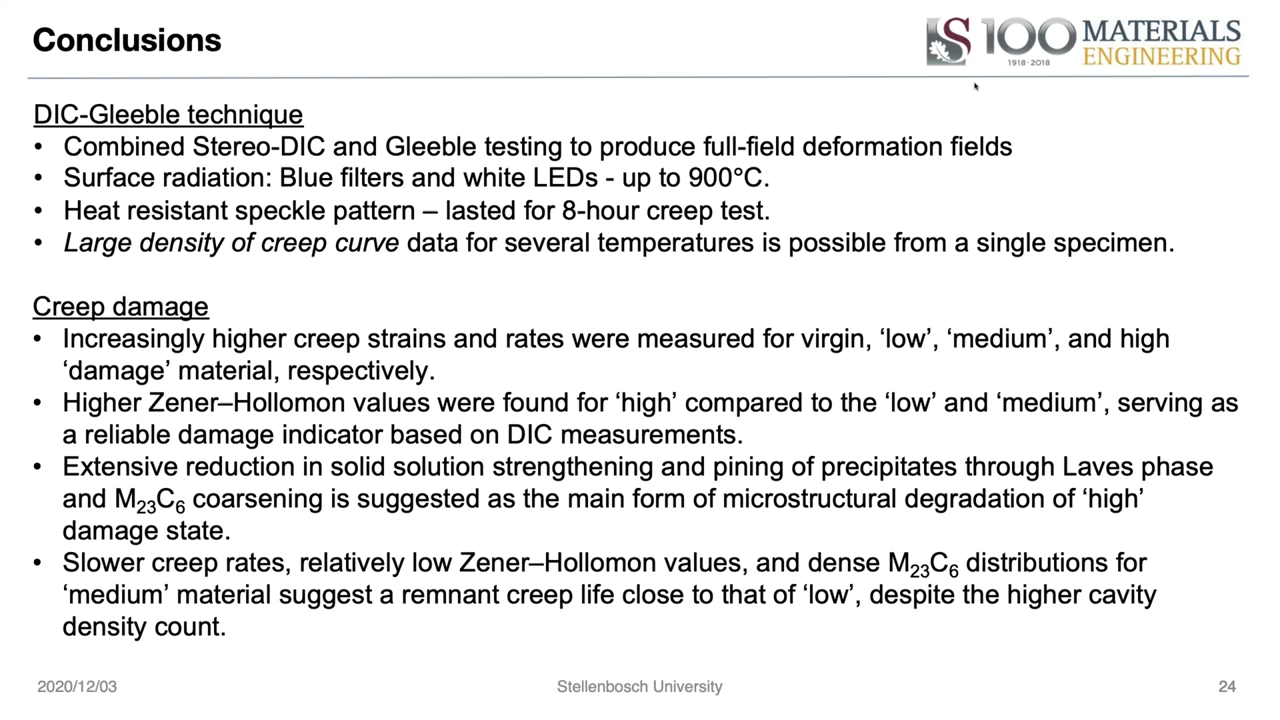 Conclusions
S 100 MATERIALS
ENGINEERING
1918·2018
DIC-Gleeble technique
• Combined Stereo-DIC and Gleeble testing to produce full-field deformation fields
• Surface radiation: Blue filters and white LEDs - up to 900°C.
• Heat resistant speckle pattern – lasted for 8-hour creep test.
• Large density of creep curve data for several temperatures is possible from a single specimen.
Creep damage
• Increasingly higher creep strains and rates were measured for virgin, ‘low’, ‘medium’, and high
‘damage’ material, respectively.
• Higher Zener–Hollomon values were found for ‘high’ compared to the ‘low’ and ‘medium’, serving as
a reliable damage indicator based on DIC measurements.
• Extensive reduction in solid solution strengthening and pining of precipitates through Laves phase
and M₂₃C₆ coarsening is suggested as the main form of microstructural degradation of ‘high’
damage state.
• Slower creep rates, relatively low Zener–Hollomon values, and dense M₂₃C₆ distributions for
‘medium’ material suggest a remnant creep life close to that of ‘low’, despite the higher cavity
density count.
2020/12/03
Stellenbosch University
24